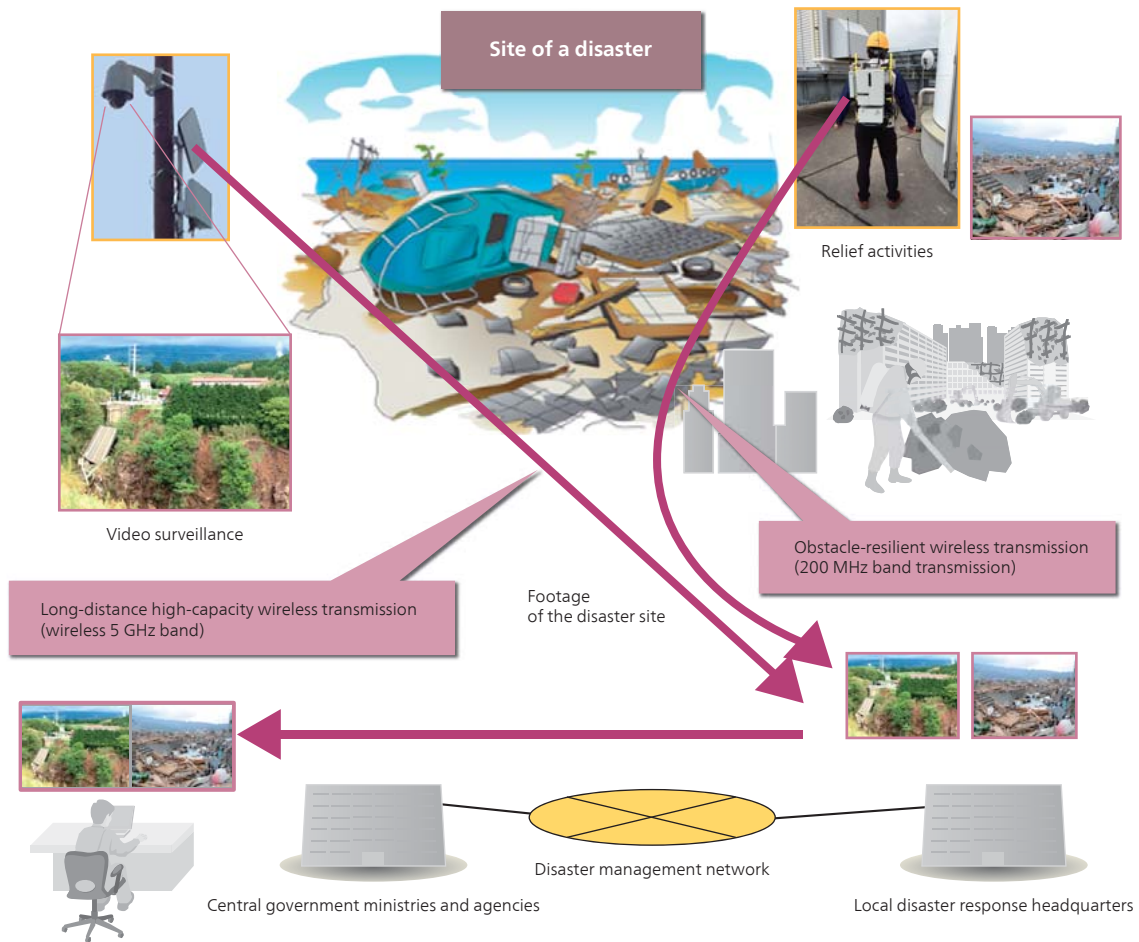 Site of a disaster
Relief activities
Video surveillance
Obstacle-resilient wireless transmission
(200 MHz band transmission)
Long-distance high-capacity wireless transmission
(wireless 5 GHz band)
Footage
of the disaster site
Disaster management network
Central government ministries and agencies
Local disaster response headquarters